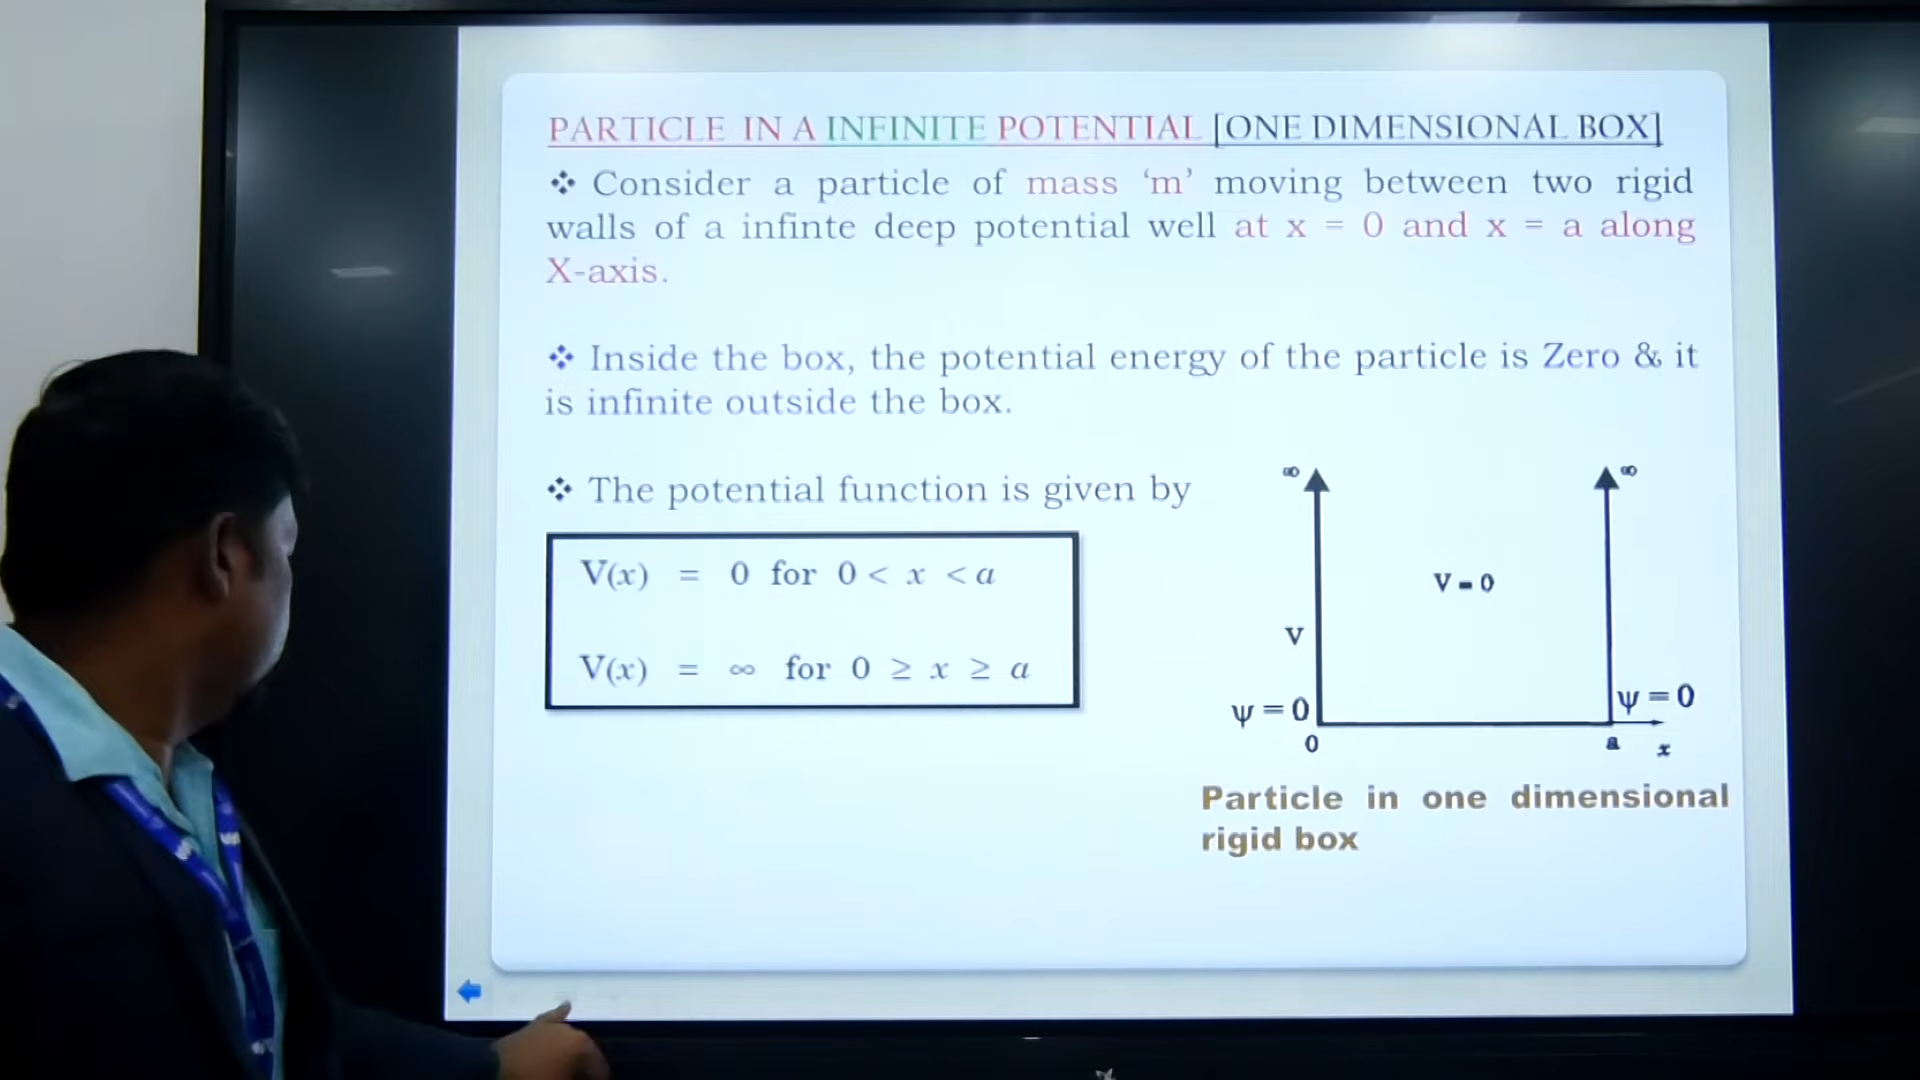 PARTICLE IN A INFINITE POTENTIAL [ONE DIMENSIONAL BOX]
❖ Consider a particle of mass ‘m’ moving between two rigid
walls of a infinte deep potential well at x = 0 and x = a along
X-axis.
❖ Inside the box, the potential energy of the particle is Zero & it
is infinite outside the box.
❖ The potential function is given by
V(x) = 0 for 0 < x < a
V(x) = ∞ for 0 ≥ x ≥ a
∞ ∞
V = 0
V
ψ = 0 ψ = 0
0 a x
Particle in one dimensional
rigid box